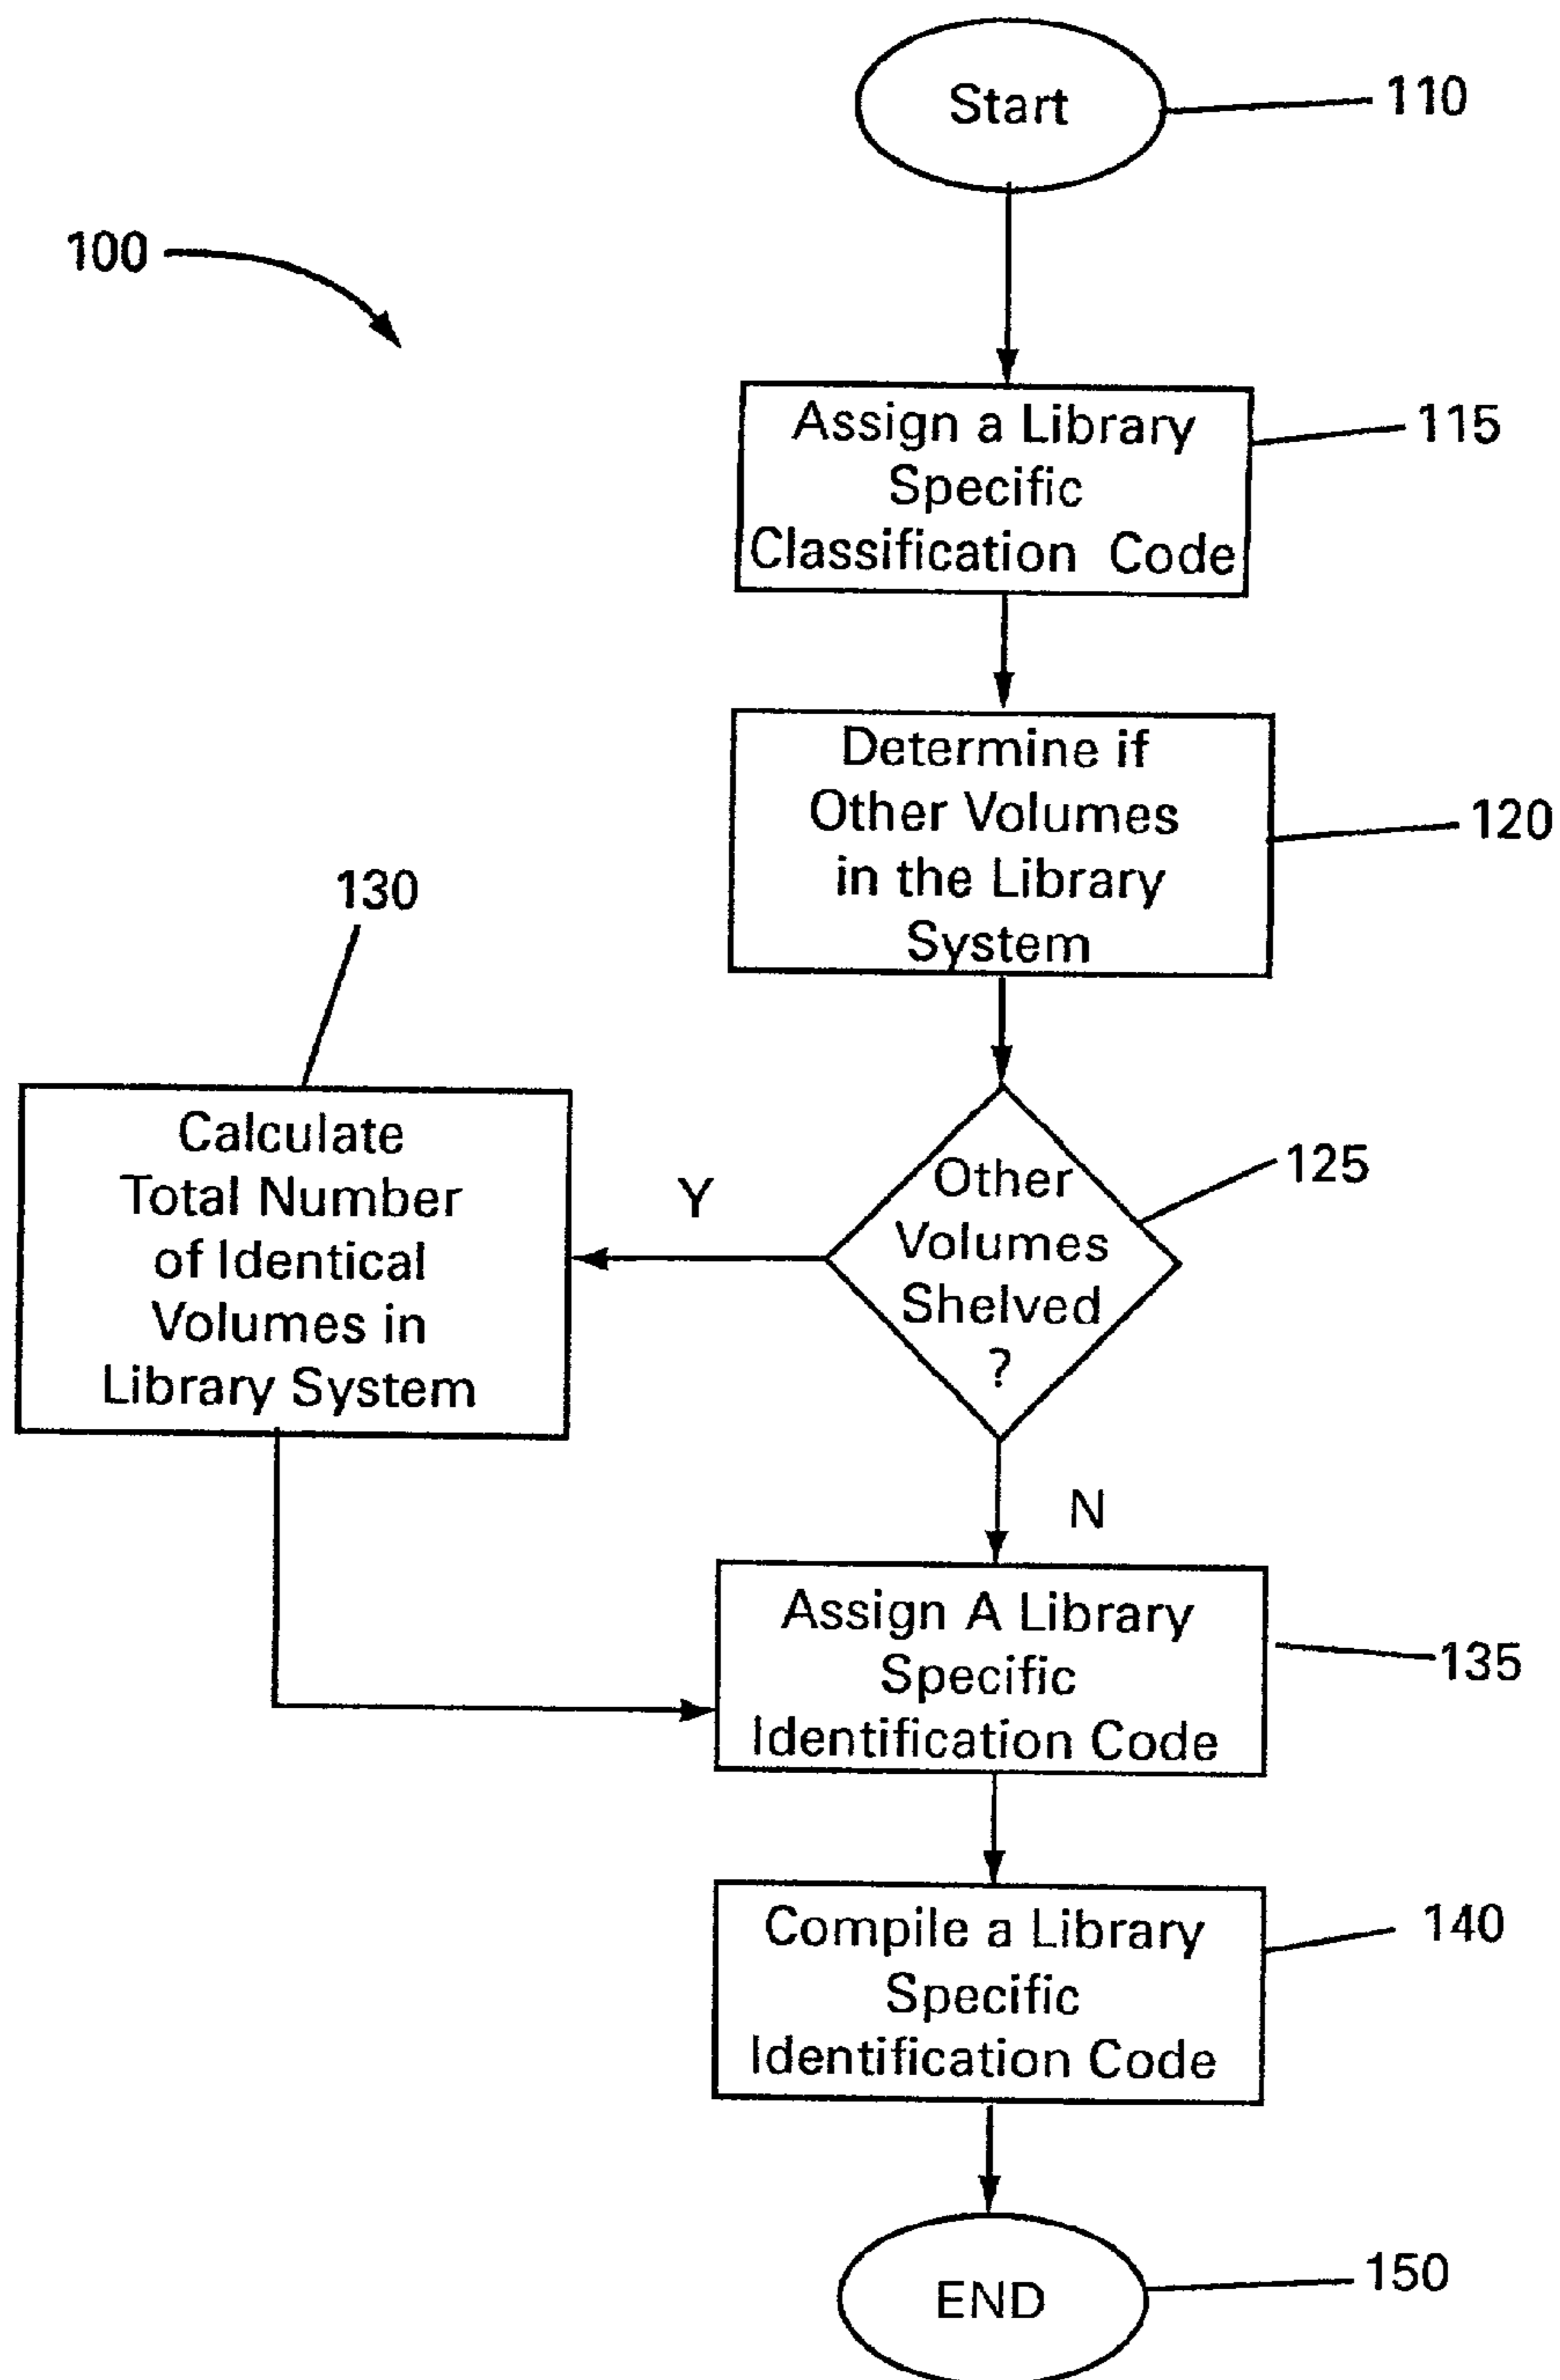 Start
110
100
Assign a Library
Specific
Classification Code
115
Determine if
Other Volumes
in the Library
System
120
130
Calculate
Total Number
of Identical
Volumes in
Library System
Y
Other
Volumes
Shelved
?
125
N
Assign A Library
Specific
Identification Code
135
Compile a Library
Specific
Identification Code
140
END
150